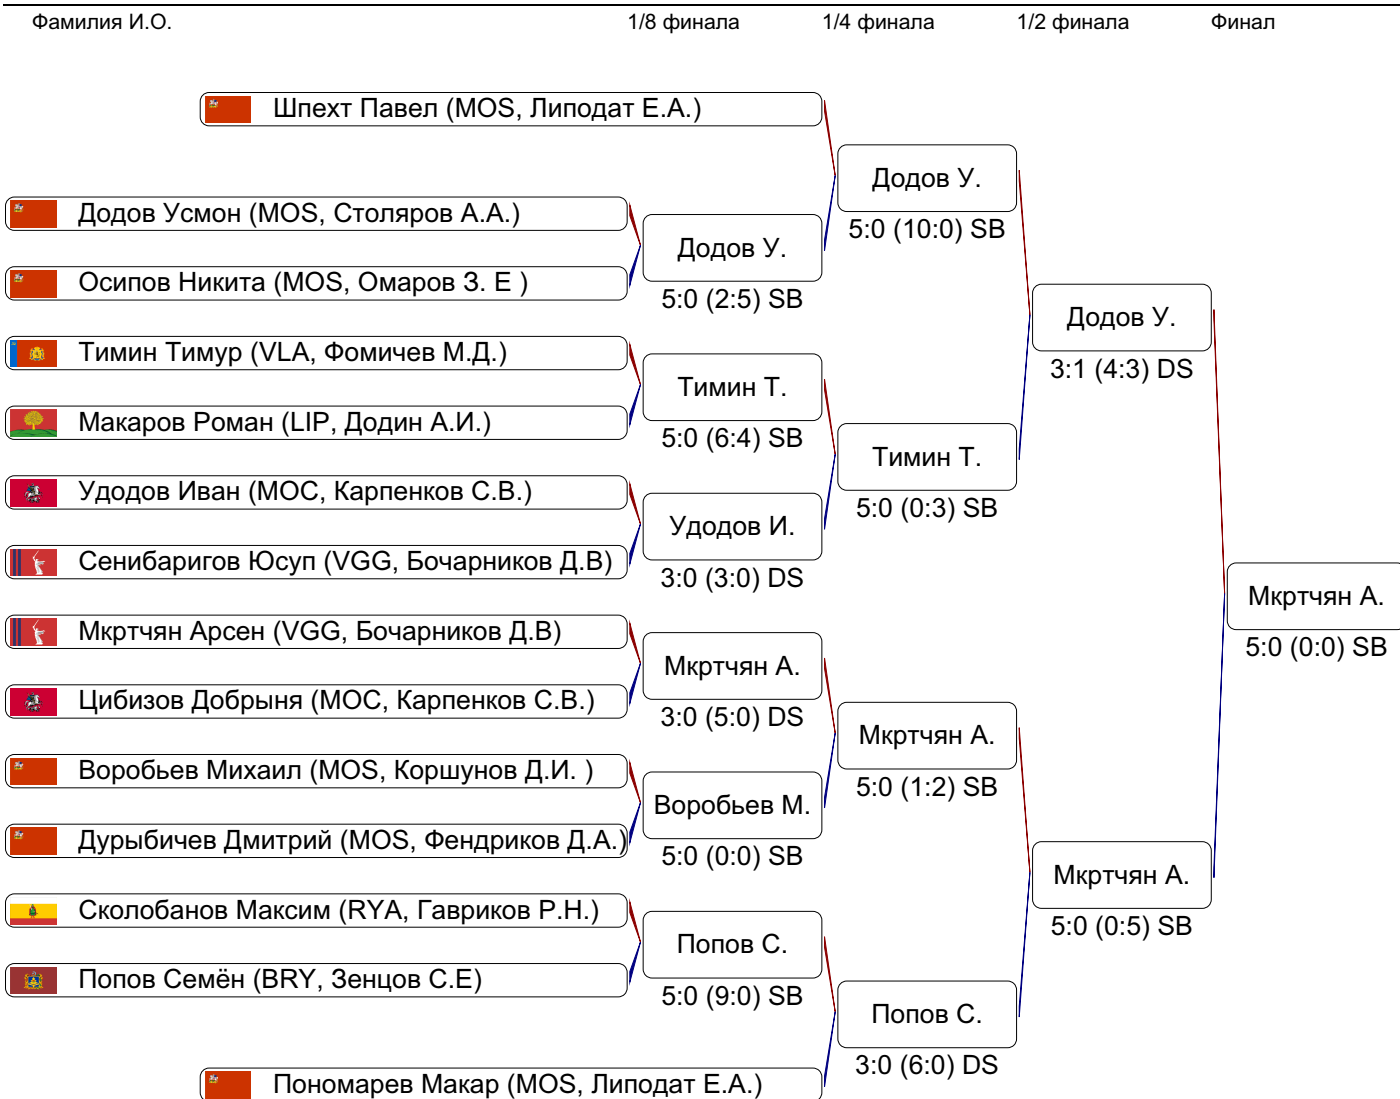 Фамилия И.О. 1/8 финала 1/4 финала 1/2 финала Финал
Шпехт Павел (MOS, Липодат Е.А.)
Додов У.
5:0 (10:0) SB
Додов Усмон (MOS, Столяров А.А.)
Додов У.
5:0 (2:5) SB
Осипов Никита (MOS, Омаров З. Е )
Додов У.
3:1 (4:3) DS
Тимин Тимур (VLA, Фомичев М.Д.)
Тимин Т.
5:0 (6:4) SB
Макаров Роман (LIP, Додин А.И.)
Тимин Т.
5:0 (0:3) SB
Удодов Иван (МОС, Карпенков С.В.)
Удодов И.
3:0 (3:0) DS
Сенибаригов Юсуп (VGG, Бочарников Д.В)
Мкртчян А.
5:0 (0:0) SB
Мкртчян Арсен (VGG, Бочарников Д.В)
Мкртчян А.
3:0 (5:0) DS
Цибизов Добрыня (МОС, Карпенков С.В.)
Мкртчян А.
5:0 (1:2) SB
Воробьев Михаил (MOS, Коршунов Д.И. )
Воробьев М.
5:0 (0:0) SB
Дурыбичев Дмитрий (MOS, Фендриков Д.А.)
Мкртчян А.
5:0 (0:5) SB
Сколобанов Максим (RYA, Гавриков Р.Н.)
Попов С.
5:0 (9:0) SB
Попов Семён (BRY, Зенцов С.Е)
Попов С.
3:0 (6:0) DS
Пономарев Макар (MOS, Липодат Е.А.)